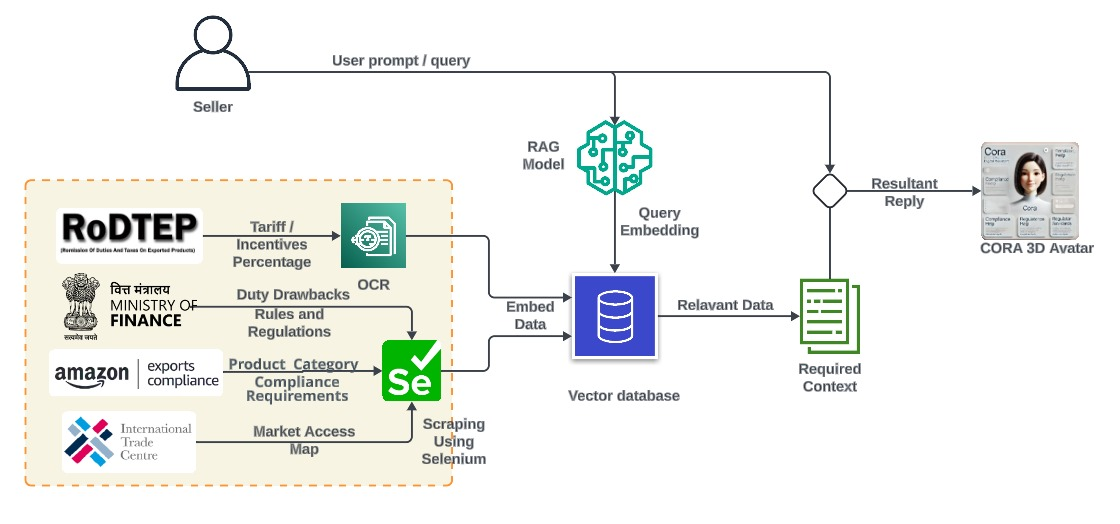 User prompt / query
Seller
RAG
Model
Query
Embedding
Resultant
Reply
Cora
Cora
CORA 3D Avatar
RoDTEP
(Remission Of Duties And Taxes On Exported Products)
Tariff /
Incentives
Percentage
OCR
वित्त मंत्रालय
MINISTRY OF
FINANCE
सत्यमेव जयते
Duty Drawbacks
Rules and
Regulations
amazon
exports
compliance
Product Category
Compliance
Requirements
Se
International
Trade
Centre
Market Access
Map
Scraping
Using
Selenium
Embed
Data
Vector database
Relavant Data
Required
Context